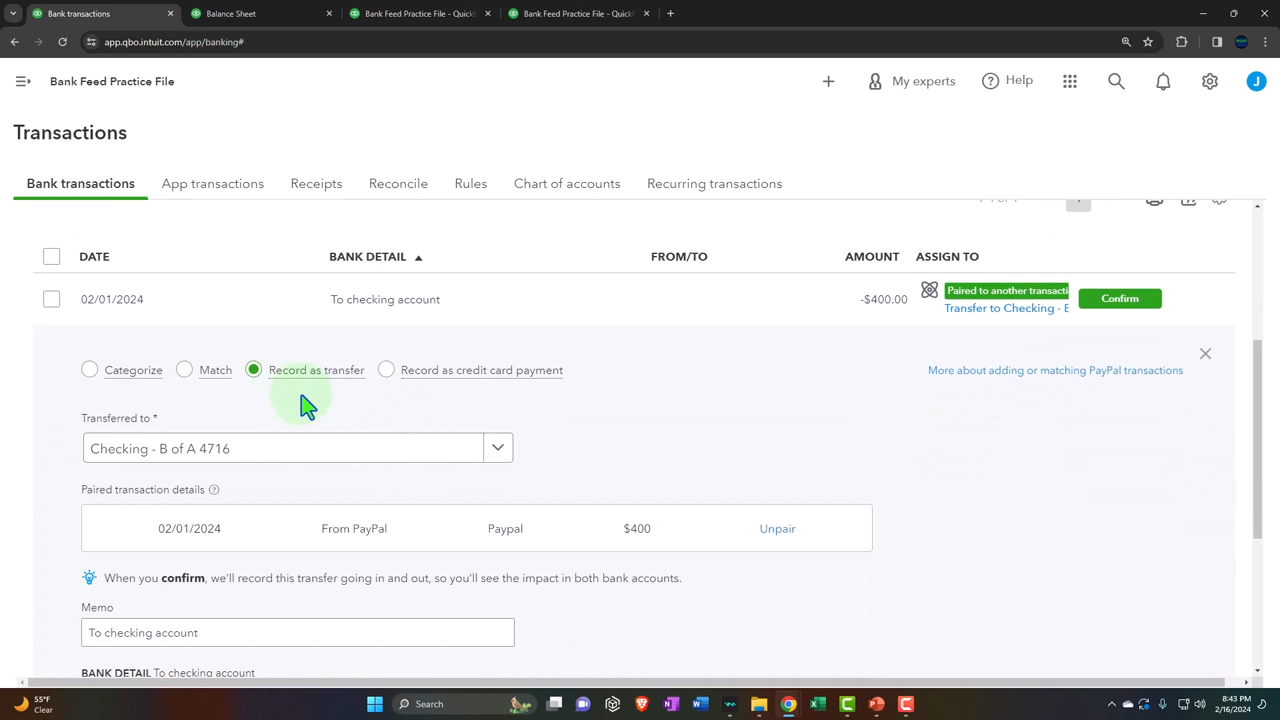 Bank transactions
Balance Sheet
Bank Feed Practice File - Quick
Bank Feed Practice File - Quick
app.qbo.intuit.com/app/banking#
Bank Feed Practice File
My experts
Help
J
Transactions
Bank transactions
App transactions
Receipts
Reconcile
Rules
Chart of accounts
Recurring transactions
DATE
BANK DETAIL
FROM/TO
AMOUNT
ASSIGN TO
02/01/2024
To checking account
-$400.00
Paired to another transacti
Transfer to Checking - B
Confirm
Categorize
Match
Record as transfer
Record as credit card payment
More about adding or matching PayPal transactions
Transferred to *
Checking - B of A 4716
Paired transaction details
02/01/2024
From PayPal
Paypal
$400
Unpair
When you confirm, we'll record this transfer going in and out, so you'll see the impact in both bank accounts.
Memo
To checking account
BANK DETAIL To checking account
55°F
Clear
Search
8:43 PM
2/16/2024